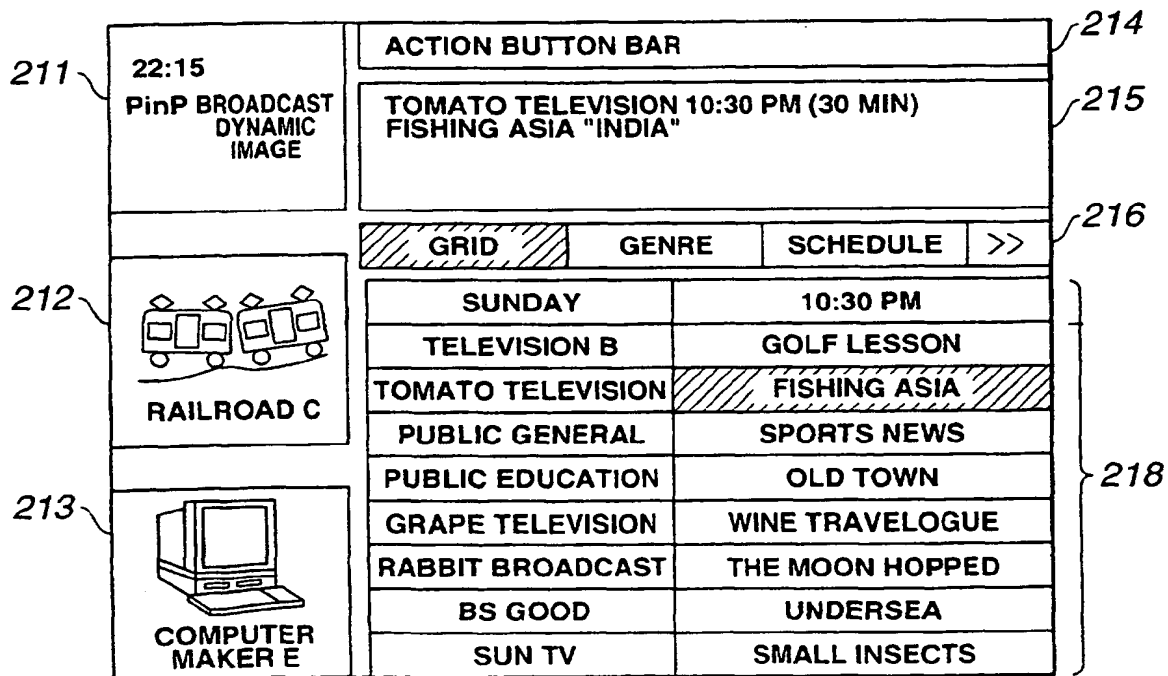 211
22:15
PinP BROADCAST
DYNAMIC
IMAGE
ACTION BUTTON BAR
214
TOMATO TELEVISION 10:30 PM (30 MIN)
FISHING ASIA "INDIA"
215
GRID GENRE SCHEDULE >>
216
212
RAILROAD C
213
COMPUTER
MAKER E
SUNDAY 10:30 PM
TELEVISION B GOLF LESSON
TOMATO TELEVISION FISHING ASIA
PUBLIC GENERAL SPORTS NEWS
PUBLIC EDUCATION OLD TOWN
GRAPE TELEVISION WINE TRAVELOGUE
RABBIT BROADCAST THE MOON HOPPED
BS GOOD UNDERSEA
SUN TV SMALL INSECTS
218